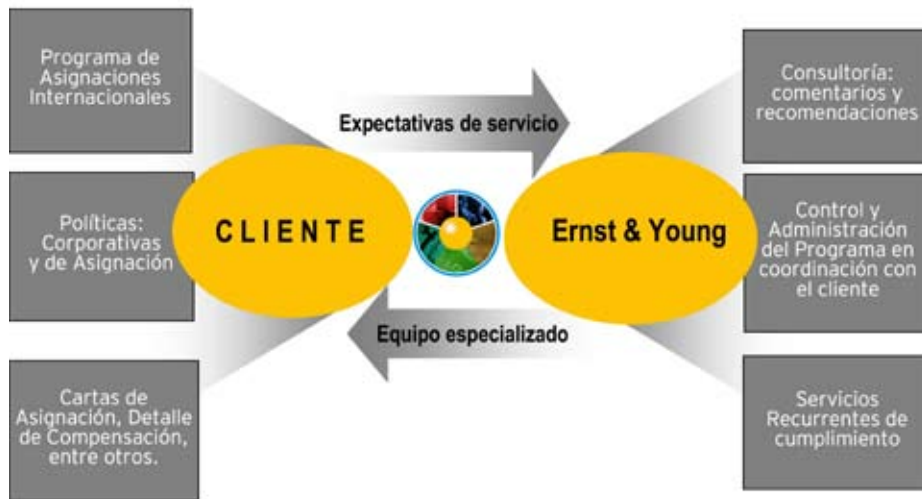 Programa de
Asignaciones
Internacionales
Políticas:
Corporativas
y de Asignación
Cartas de
Asignación, Detalle
de Compensación,
entre otros.
CLIENTE
Expectativas de servicio
Equipo especializado
Ernst & Young
Consultoría:
comentarios y
recomendaciones
Control y
Administración
del Programa en
coordinación con
el cliente
Servicios
Recurrentes de
cumplimiento